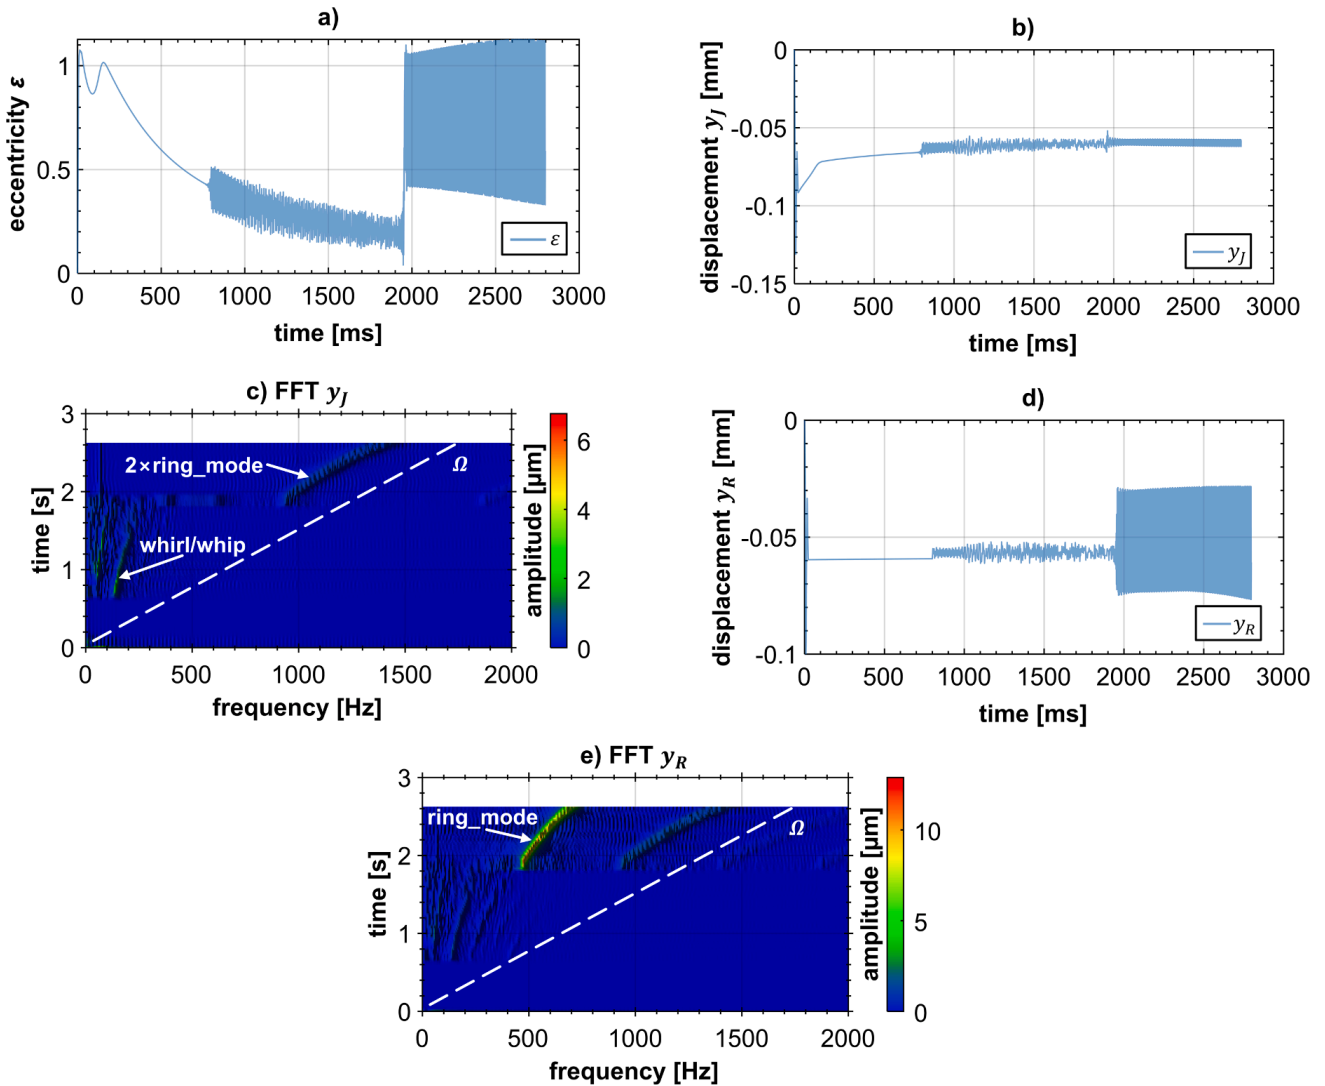 a)
eccentricity ε
1
0.5
0
0 500 1000 1500 2000 2500 3000
time [ms]
ε
b)
displacement y_J [mm]
0
-0.05
-0.1
-0.15
0 500 1000 1500 2000 2500 3000
time [ms]
y_J
c) FFT y_J
time [s]
3
2
1
0
2×ring_mode
Ω
whirl/whip
0 500 1000 1500 2000
frequency [Hz]
amplitude [μm]
6
4
2
0
d)
displacement y_R [mm]
0
-0.05
-0.1
0 500 1000 1500 2000 2500 3000
time [ms]
y_R
e) FFT y_R
time [s]
3
2
1
0
ring_mode
Ω
0 500 1000 1500 2000
frequency [Hz]
amplitude [μm]
10
5
0